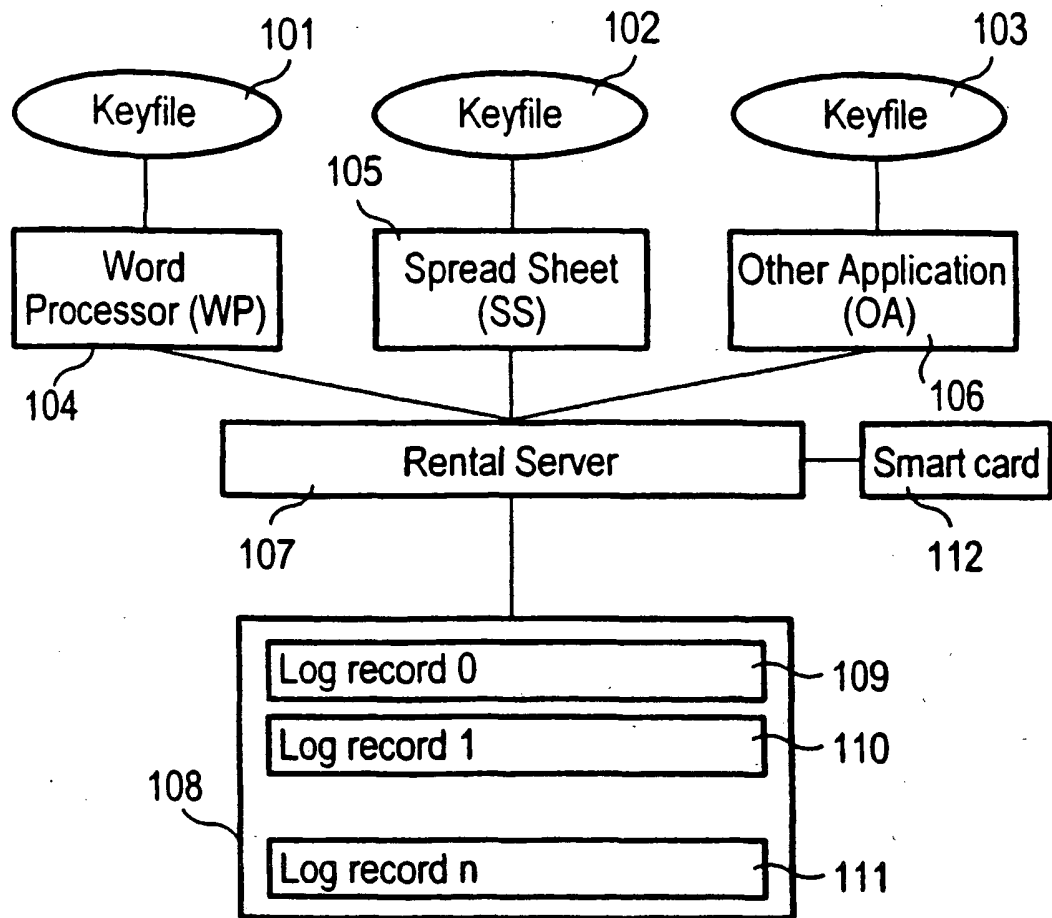 101
102
103
Keyfile
Keyfile
Keyfile
105
Word
Processor (WP)
Spread Sheet
(SS)
Other Application
(OA)
104
106
Rental Server
Smart card
107
112
Log record 0
109
Log record 1
110
108
Log record n
111